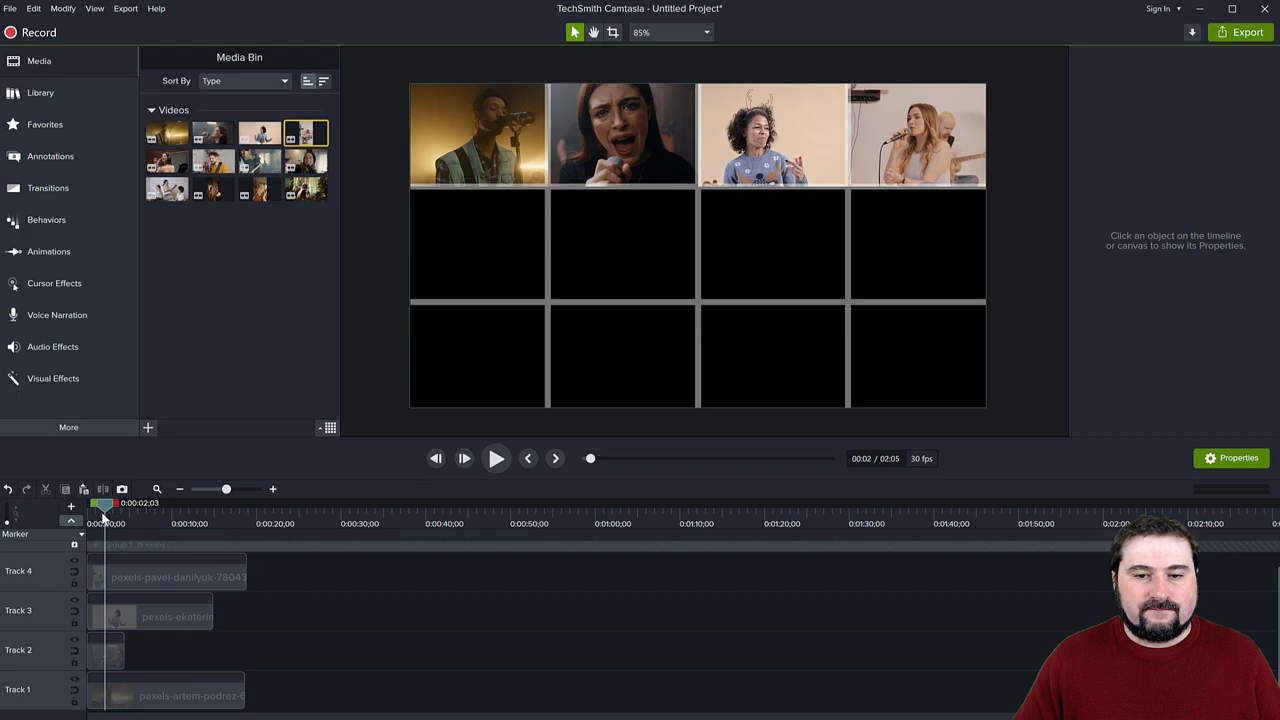 File Edit Modify View Export Help
TechSmith Camtasia - Untitled Project*
Sign In
Record
85%
Export
Media
Library
Favorites
Annotations
Transitions
Behaviors
Animations
Cursor Effects
Voice Narration
Audio Effects
Visual Effects
More
Media Bin
Sort By Type
Videos
Click an object on the timeline
or canvas to show its Properties.
00:02 / 02:05 30 fps
Properties
0:00:02;03
0:00:10;00 0:00:20;00 0:00:30;00 0:00:40;00 0:00:50;00 0:01:00;00 0:01:10;00 0:01:20;00 0:01:30;00 0:01:40;00 0:01:50;00 0:02:10;00
Marker
Group 1
Track 4
pexels-pavel-danilyuk-78043
Track 3
pexels-ekaterin
Track 2
Track 1
pexels-artem-podrez-6